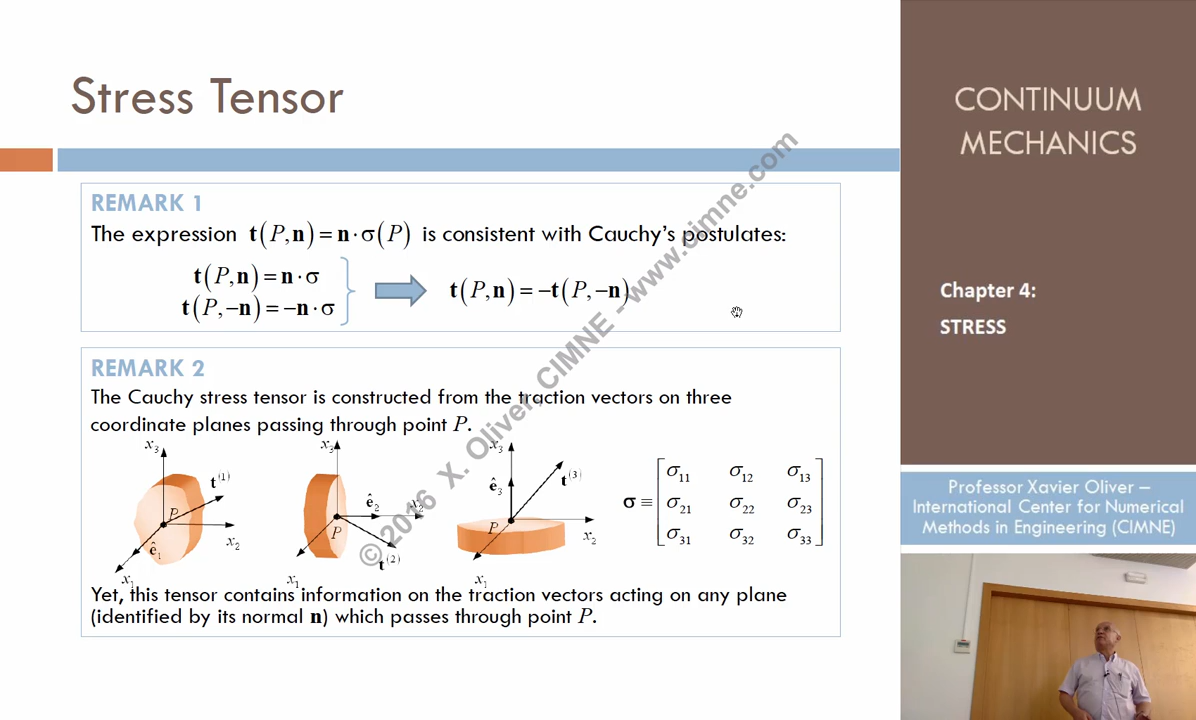 Stress Tensor
REMARK 1
The expression t(P,n) = n · σ(P) is consistent with Cauchy's postulates:
t(P,n) = n · σ
t(P,−n) = −n · σ
t(P,n) = −t(P,−n)
REMARK 2
The Cauchy stress tensor is constructed from the traction vectors on three
coordinate planes passing through point P.
x₃ t⁽¹⁾ P ê₁ x₂ x₁
x₃ ê₂ x₂ P t⁽²⁾ x₁
x₃ ê₃ t⁽³⁾ P x₂ x₁
σ ≡ [ σ₁₁ σ₁₂ σ₁₃
σ₂₁ σ₂₂ σ₂₃
σ₃₁ σ₃₂ σ₃₃ ]
Yet, this tensor contains information on the traction vectors acting on any plane
(identified by its normal n) which passes through point P.
© 2016 X. Oliver, CIMNE - www.cimne.com
CONTINUUM
MECHANICS
Chapter 4:
STRESS
Professor Xavier Oliver –
International Center for Numerical
Methods in Engineering (CIMNE)